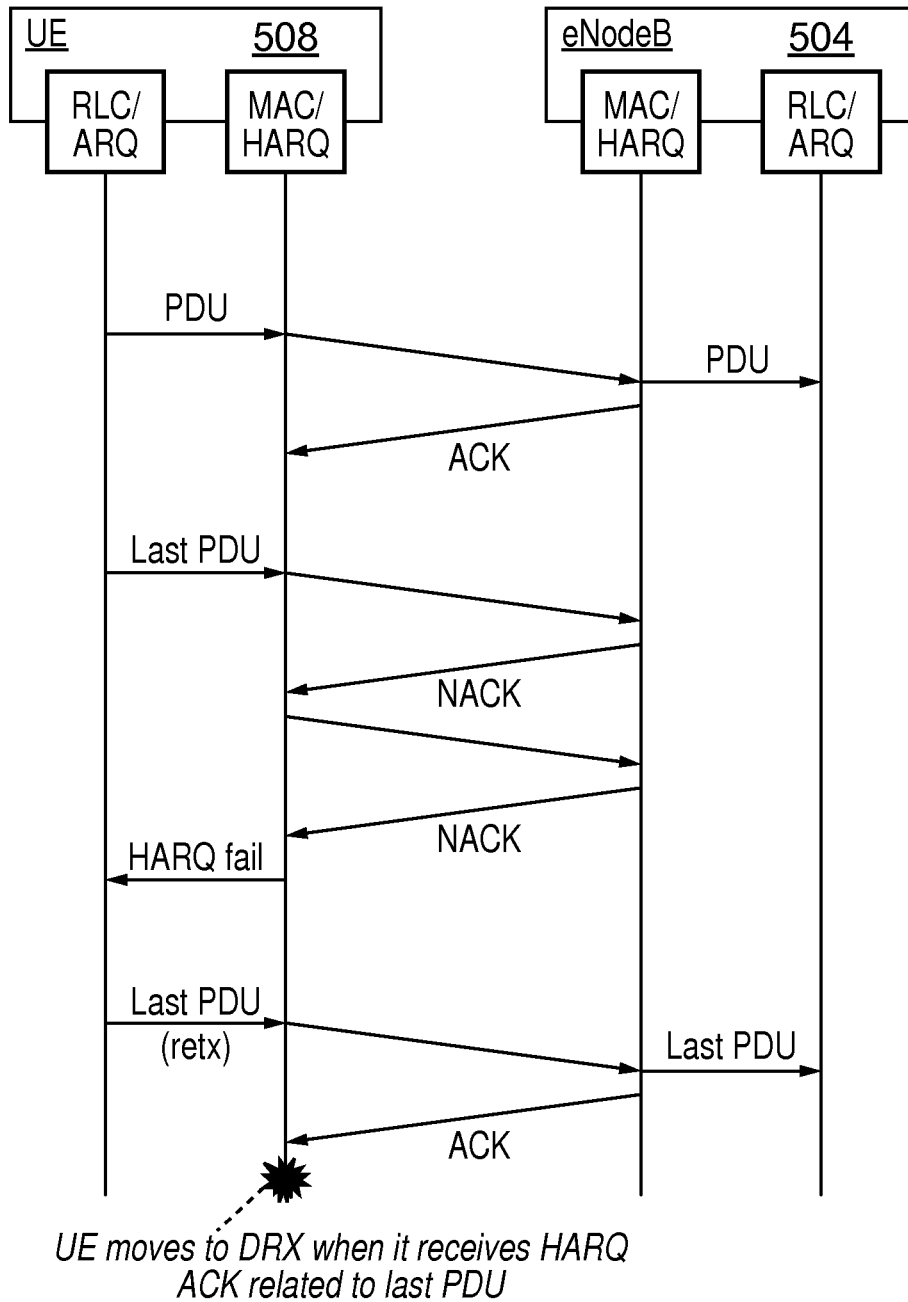 UE 508
eNodeB 504
RLC/
ARQ
MAC/
HARQ
MAC/
HARQ
RLC/
ARQ
PDU
PDU
ACK
Last PDU
NACK
NACK
HARQ fail
Last PDU
(retx)
Last PDU
ACK
UE moves to DRX when it receives HARQ
ACK related to last PDU